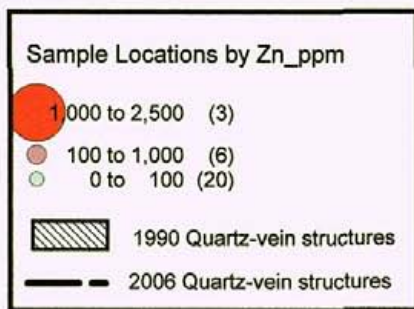 Sample Locations by Zn_ppm
1,000 to 2,500 (3)
100 to 1,000 (6)
0 to 100 (20)
1990 Quartz-vein structures
2006 Quartz-vein structures